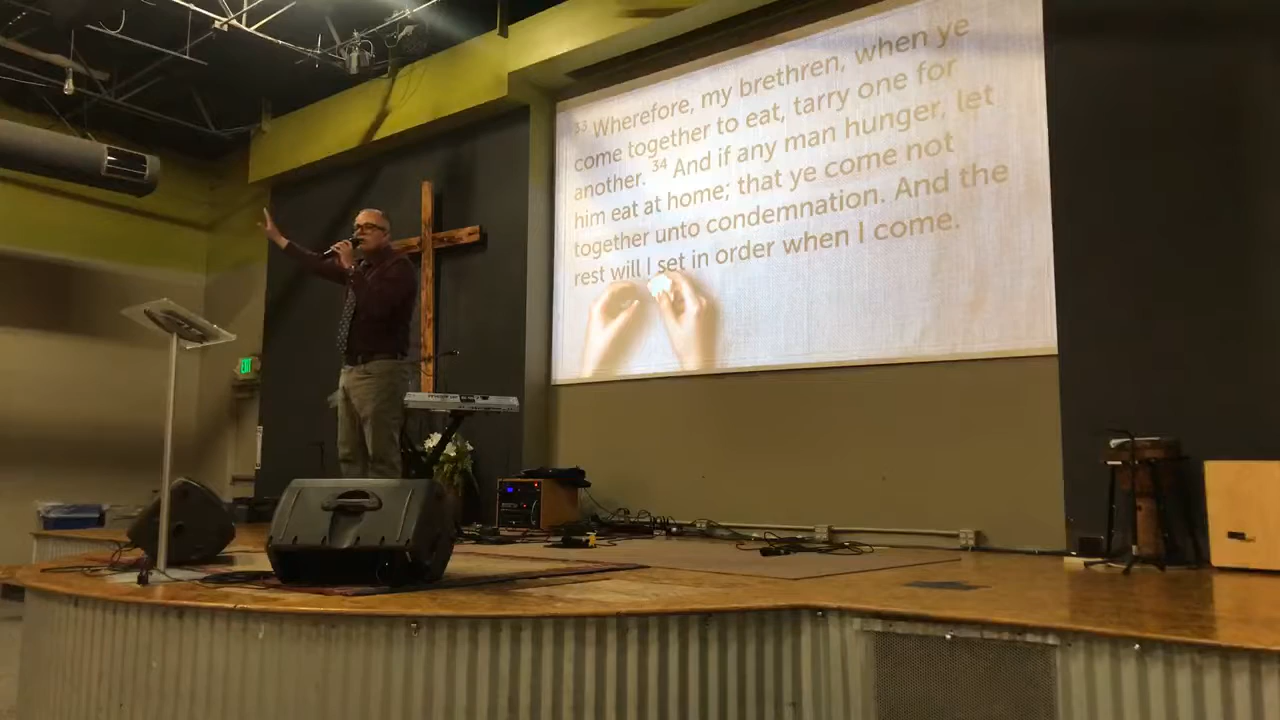 ³³ Wherefore, my brethren, when ye
come together to eat, tarry one for
another. ³⁴ And if any man hunger, let
him eat at home; that ye come not
together unto condemnation. And the
rest will I set in order when I come.